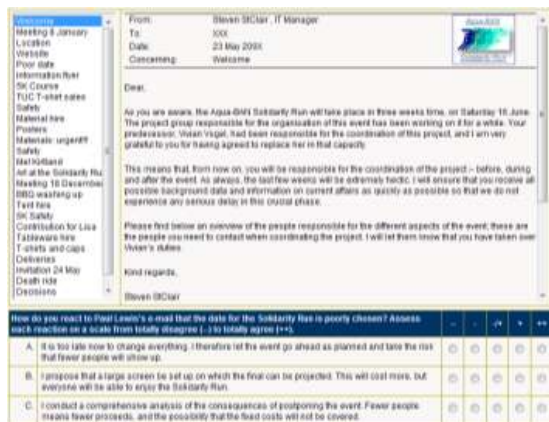 Welcome
Meeting 8 January
Location
Website
Poor date
Information flyer
SK Course
TUC T-shirt sales
Safety
Material hire
Posters
Materials: urgent!!!
Safety
Mel Kirtland
Art at the Solidarity Ru
Meeting 18 December
BBQ washing up
Tent hire
SK Safety
Contribution for Lisa
Tableware hire
T-shirts and caps
Deliveries
Invitation 24 May
Death ride
Decisions
From: Steven StClair, IT Manager
To: XXX
Date: 23 May 200X
Concerning: Welcome
Dear,
As you are aware, the Aqua-BAN Solidarity Run will take place in three weeks time, on Saturday 16 June.
The project group responsible for the organisation of this event has been working on it for a while. Your
predecessor, Vivian Vogel, had been responsible for the coordination of this project, and I am very
grateful to you for having agreed to replace her in that capacity.
This means that, from now on, you will be responsible for the coordination of the project – before, during
and after the event. As always, the last few weeks will be extremely hectic. I will ensure that you receive all
possible background data and information on current affairs as quickly as possible so that we do not
experience any serious delay in this crucial phase.
Please find below an overview of the people responsible for the different aspects of the event; these are
the people you need to contact when coordinating the project. I will let them know that you have taken over
Vivian's duties.
Kind regards,
Steven StClair
How do you react to Paul Lewin's e-mail that the date for the Solidarity Run is poorly chosen? Assess
each reaction on a scale from totally disagree (--) to totally agree (++).
-- - -/+ + ++
A. It is too late now to change everything. I therefore let the event go ahead as planned and take the risk
that fewer people will show up.
B. I propose that a large screen be set up on which the final can be projected. This will cost more, but
everyone will be able to enjoy the Solidarity Run.
C. I conduct a comprehensive analysis of the consequences of postponing the event. Fewer people
means fewer proceeds, and the possibility that the fixed costs will not be covered.